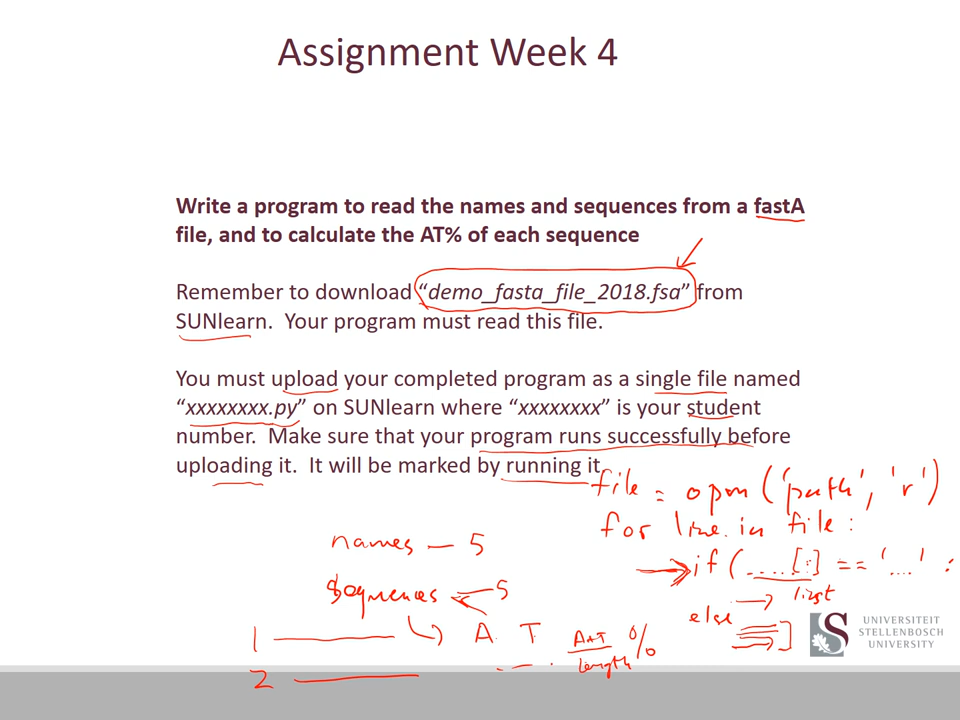 Assignment Week 4
Write a program to read the names and sequences from a fastA
file, and to calculate the AT% of each sequence
Remember to download “demo_fasta_file_2018.fsa” from
SUNlearn. Your program must read this file.
You must upload your completed program as a single file named
“xxxxxxxx.py” on SUNlearn where “xxxxxxxx” is your student
number. Make sure that your program runs successfully before
uploading it. It will be marked by running it.
file = open('path', 'r')
for line in file:
if (.....[:] == '....' :
first
else
names - 5
sequences - 5
1
A. T
A+T
length
%
2
UNIVERSITEIT
STELLENBOSCH
UNIVERSITY